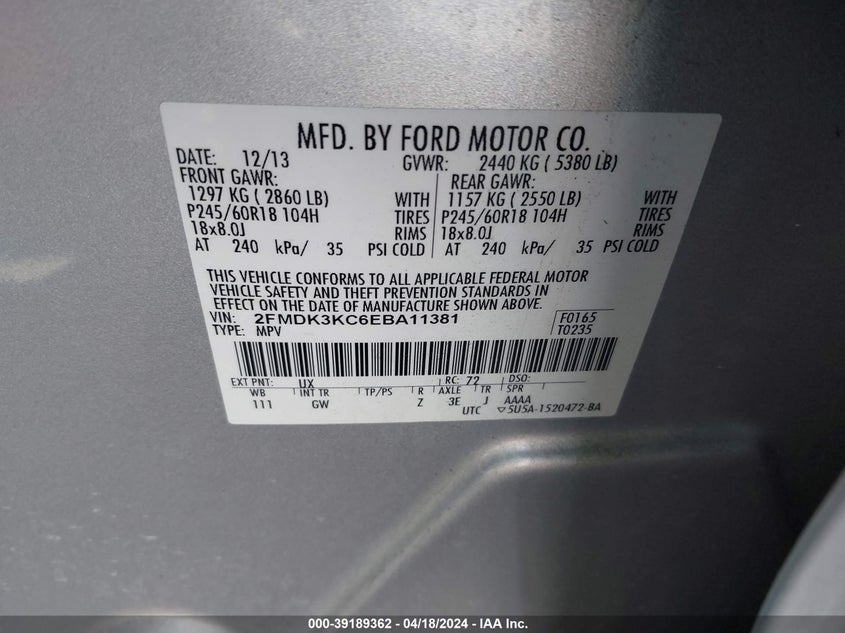 MFD. BY FORD MOTOR CO.
DATE: 12/13 GVWR: 2440 KG ( 5380 LB)
FRONT GAWR: REAR GAWR:
1297 KG ( 2860 LB) WITH 1157 KG ( 2550 LB) WITH
P245/60R18 104H TIRES P245/60R18 104H TIRES
18x8.0J RIMS 18x8.0J RIMS
AT 240 kPa/ 35 PSI COLD AT 240 kPa/ 35 PSI COLD
THIS VEHICLE CONFORMS TO ALL APPLICABLE FEDERAL MOTOR
VEHICLE SAFETY AND THEFT PREVENTION STANDARDS IN
EFFECT ON THE DATE OF MANUFACTURE SHOWN ABOVE.
VIN: 2FMDK3KC6EBA11381 F0165
TYPE: MPV T0235
EXT PNT: UX RC: 72 DSO:
WB INT TR TP/PS R AXLE TR SPR
111 GW Z 3E J AAAA
UTC ▽5U5A-1520472-BA
000-39189362 - 04/18/2024 - IAA Inc.